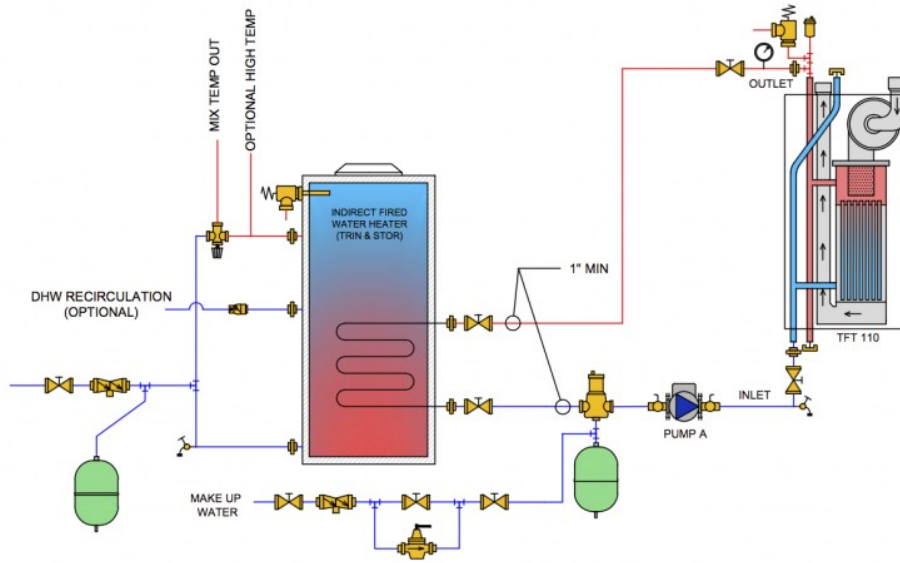 MIX TEMP OUT
OPTIONAL HIGH TEMP
OUTLET
INDIRECT FIRED
WATER HEATER
(TRIN & STOR)
1" MIN
DHW RECIRCULATION
(OPTIONAL)
TFT 110
INLET
PUMP A
MAKE UP
WATER